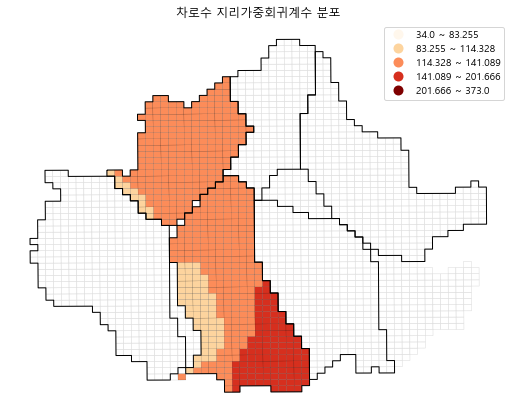 차로수 지리가중회귀계수 분포
34.0 ~ 83.255
83.255 ~ 114.328
114.328 ~ 141.089
141.089 ~ 201.666
201.666 ~ 373.0